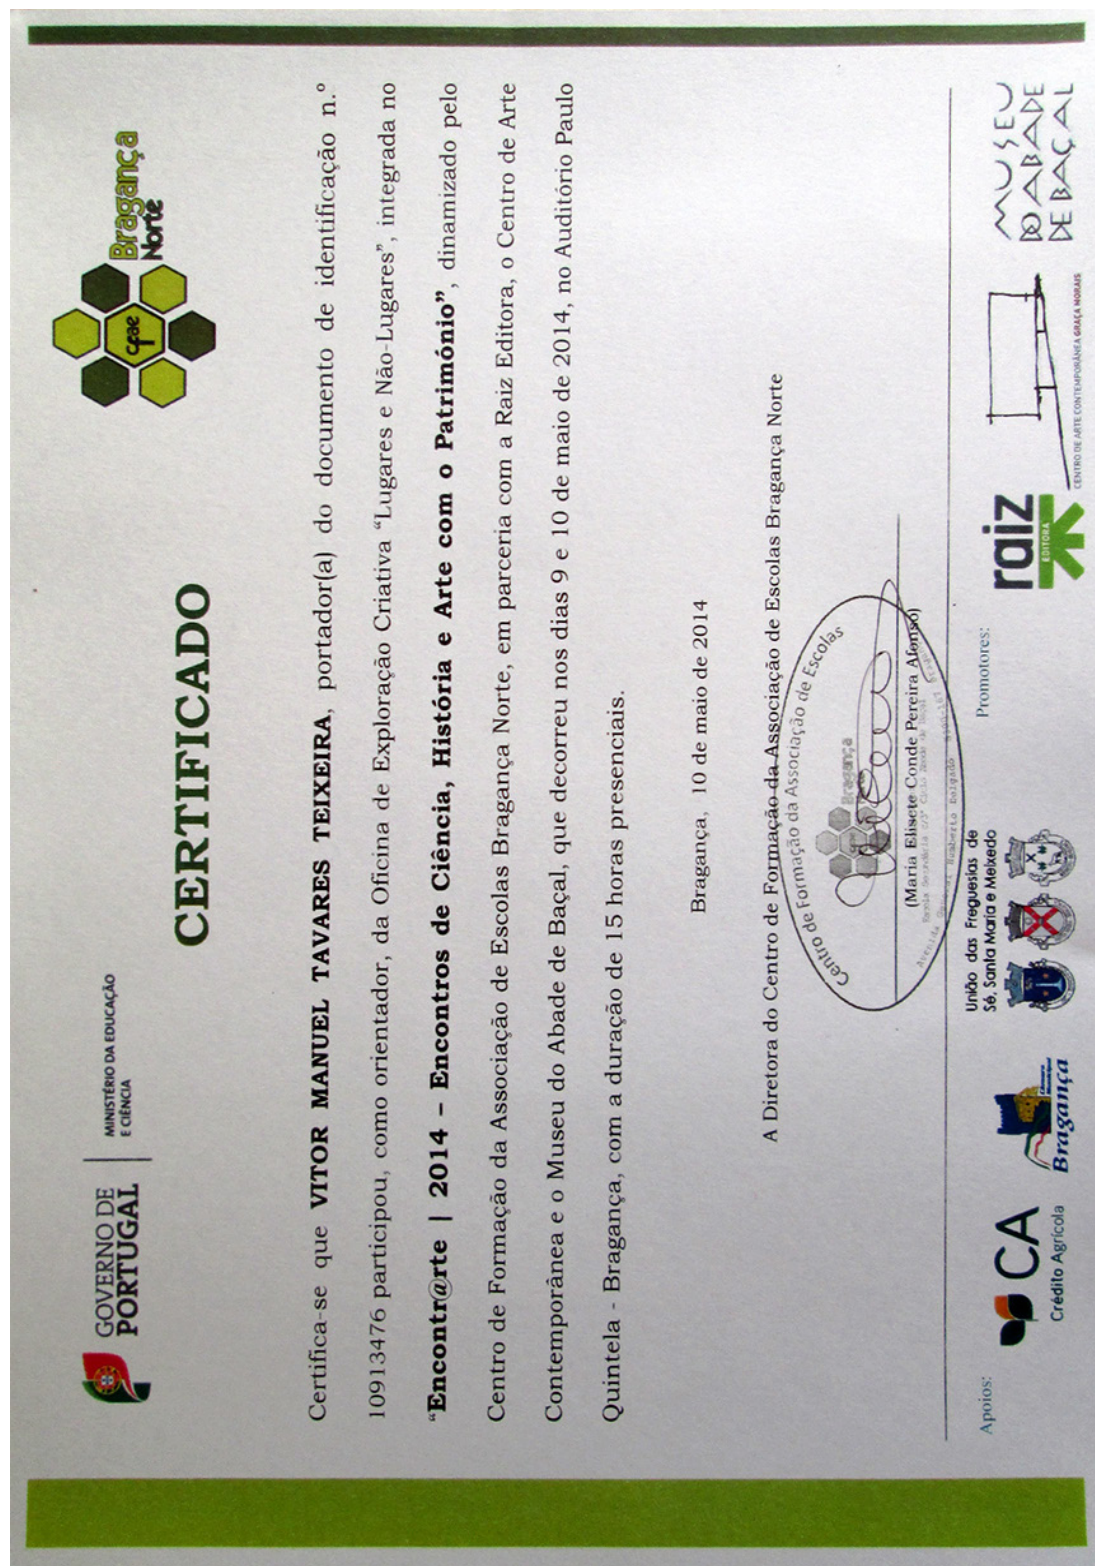 GOVERNO DE
PORTUGAL
MINISTÉRIO DA EDUCAÇÃO
E CIÊNCIA
cfae
Bragança
Norte
CERTIFICADO
Certifica-se que VITOR MANUEL TAVARES TEIXEIRA, portador(a) do documento de identificação n.º
10913476 participou, como orientador, da Oficina de Exploração Criativa “Lugares e Não-Lugares”, integrada no
“Encontr@rte | 2014 – Encontros de Ciência, História e Arte com o Património”, dinamizado pelo
Centro de Formação da Associação de Escolas Bragança Norte, em parceria com a Raiz Editora, o Centro de Arte
Contemporânea e o Museu do Abade de Baçal, que decorreu nos dias 9 e 10 de maio de 2014, no Auditório Paulo
Quintela - Bragança, com a duração de 15 horas presenciais.
Bragança, 10 de maio de 2014
A Diretora do Centro de Formação da Associação de Escolas Bragança Norte
Centro de Formação da Associação de Escolas
Bragança
(Maria Elisete Conde Pereira Afonso)
Apoios:
CA
Crédito Agrícola
Câmara Municipal
Bragança
União das Freguesias de
Sé, Santa Maria e Meixedo
Promotores:
raiz
EDITORA
CENTRO DE ARTE CONTEMPORÂNEA GRAÇA MORAIS
MUSEU
DO ABADE
DE BAÇAL